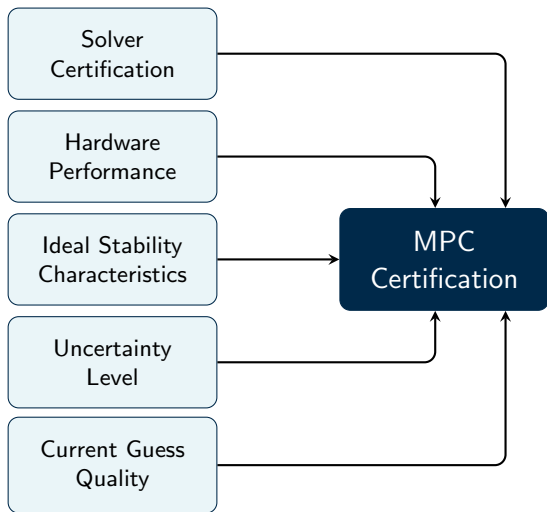 Solver
Certification
Hardware
Performance
Ideal Stability
Characteristics
Uncertainty
Level
Current Guess
Quality
MPC
Certification